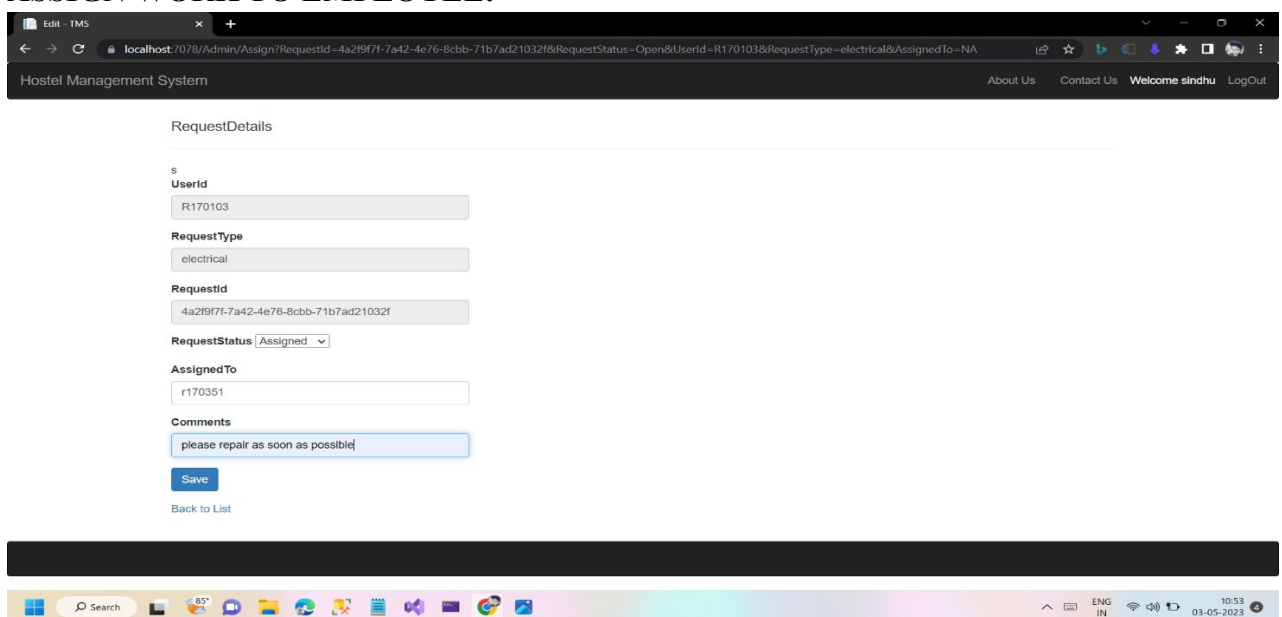 ASSIGN WORK TO EMPLOYEE:
Edit - TMS
localhost:7078/Admin/Assign?RequestId=4a2f9f7f-7a42-4e76-8cbb-71b7ad21032f&RequestStatus=Open&UserId=R170103&RequestType=electrical&AssignedTo=NA
Hostel Management System About Us Contact Us Welcome sindhu LogOut
RequestDetails
s
UserId
R170103
RequestType
electrical
RequestId
4a2f9f7f-7a42-4e76-8cbb-71b7ad21032f
RequestStatus Assigned
AssignedTo
r170351
Comments
please repair as soon as possible
Save
Back to List
85°
Search
ENG 10:53
IN 03-05-2023 4